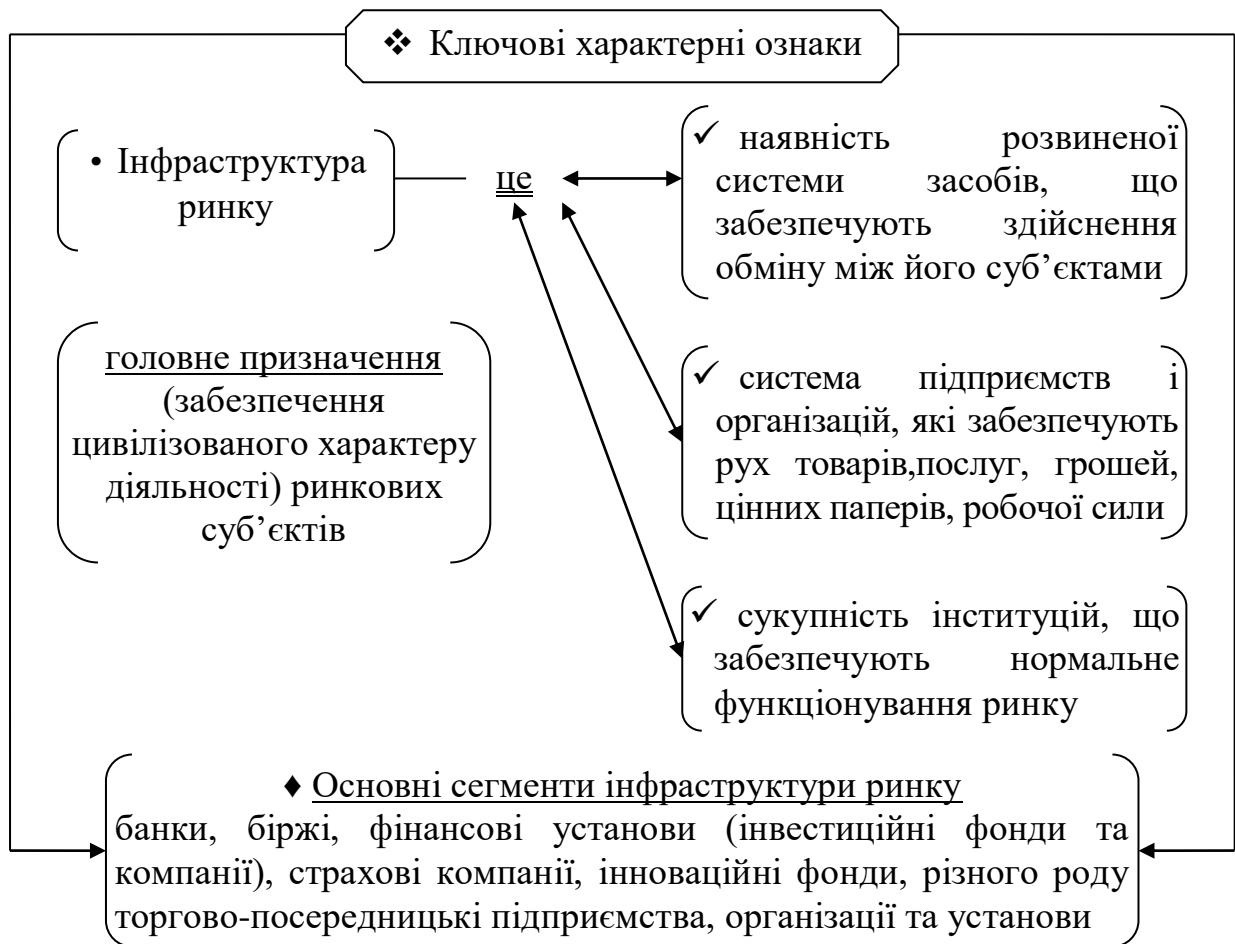 ❖ Ключові характерні ознаки
• Інфраструктура
ринку
це
✓ наявність розвиненої
системи засобів, що
забезпечують здійснення
обміну між його суб’єктами
головне призначення
(забезпечення
цивілізованого характеру
діяльності) ринкових
суб’єктів
✓ система підприємств і
організацій, які забезпечують
рух товарів,послуг, грошей,
цінних паперів, робочої сили
✓ сукупність інституцій, що
забезпечують нормальне
функціонування ринку
♦ Основні сегменти інфраструктури ринку
банки, біржі, фінансові установи (інвестиційні фонди та
компанії), страхові компанії, інноваційні фонди, різного роду
торгово-посередницькі підприємства, організації та установи